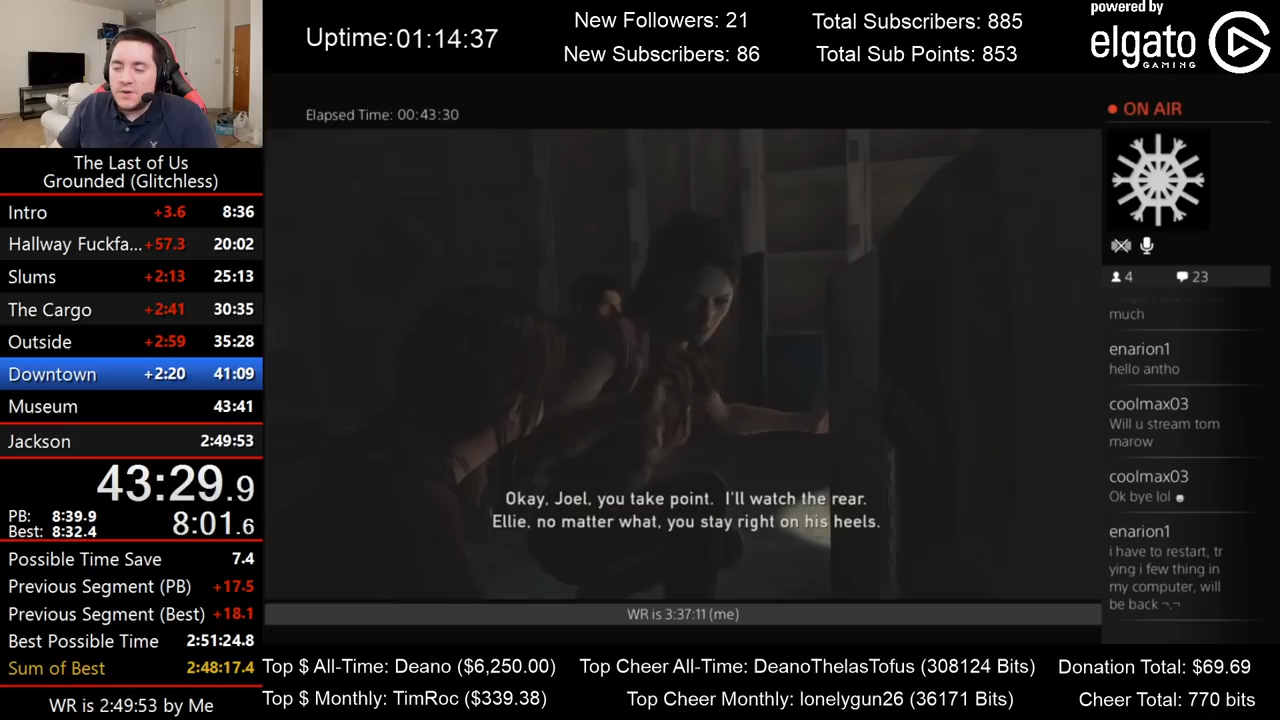 Uptime: 01:14:37
New Followers: 21
New Subscribers: 86
Total Subscribers: 885
Total Sub Points: 853
powered by
elgato
GAMING
Elapsed Time: 00:43:30
ON AIR
The Last of Us
Grounded (Glitchless)
Intro +3.6 8:36
Hallway Fuckfa... +57.3 20:02
Slums +2:13 25:13
The Cargo +2:41 30:35
Outside +2:59 35:28
Downtown +2:20 41:09
Museum 43:41
Jackson 2:49:53
43:29.9
PB: 8:39.9
Best: 8:32.4
8:01.6
Possible Time Save 7.4
Previous Segment (PB) +17.5
Previous Segment (Best) +18.1
Best Possible Time 2:51:24.8
Sum of Best 2:48:17.4
WR is 2:49:53 by Me
Okay, Joel, you take point. I'll watch the rear.
Ellie, no matter what, you stay right on his heels.
WR is 3:37:11 (me)
4 23
much
enarion1
hello antho
coolmax03
Will u stream tom
marow
coolmax03
Ok bye lol
enarion1
i have to restart, tr
ying i few thing in
my computer, will
be back ¬.¬
Top $ All-Time: Deano ($6,250.00)
Top Cheer All-Time: DeanoThelasTofus (308124 Bits)
Donation Total: $69.69
Top $ Monthly: TimRoc ($339.38)
Top Cheer Monthly: lonelygun26 (36171 Bits)
Cheer Total: 770 bits